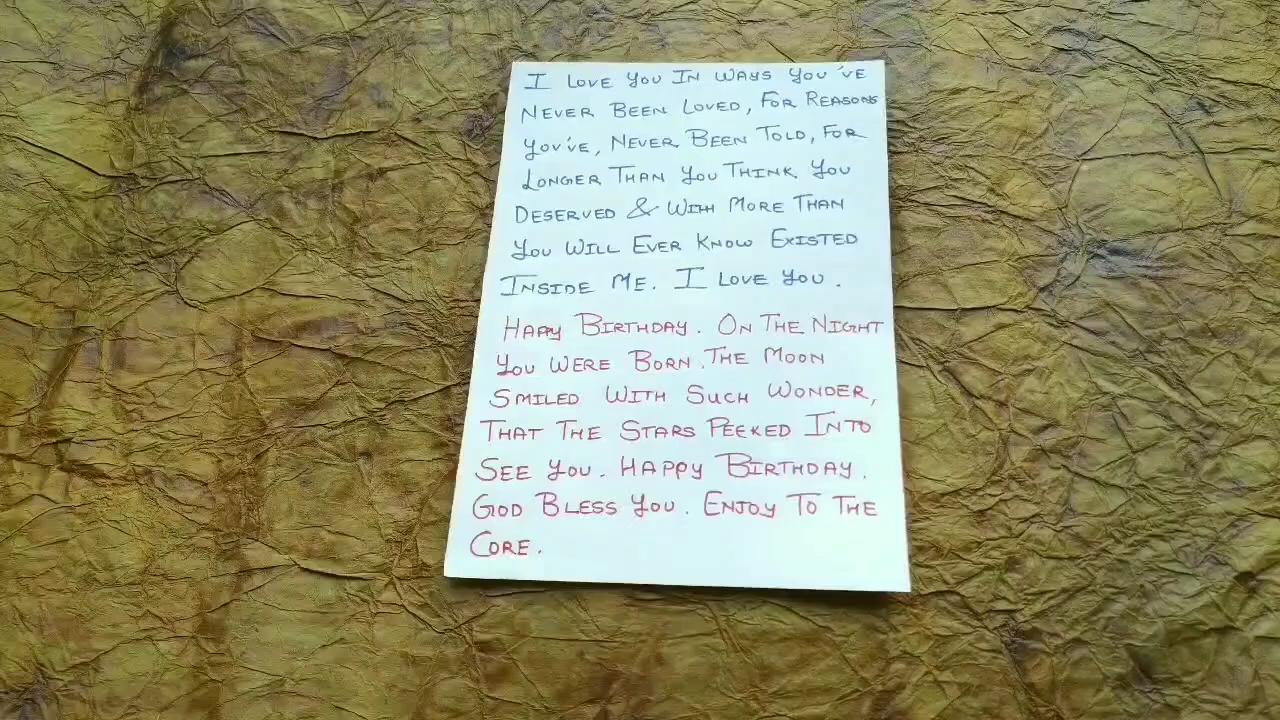 I LOVE YOU IN WAYS YOU'VE
NEVER BEEN LOVED, FOR REASONS
YOU'VE, NEVER BEEN TOLD, FOR
LONGER THAN YOU THINK YOU
DESERVED & WITH MORE THAN
YOU WILL EVER KNOW EXISTED
INSIDE ME. I LOVE YOU.
HAPPY BIRTHDAY. ON THE NIGHT
YOU WERE BORN. THE MOON
SMILED WITH SUCH WONDER,
THAT THE STARS PEEKED INTO
SEE YOU. HAPPY BIRTHDAY.
GOD BLESS YOU. ENJOY TO THE
CORE.